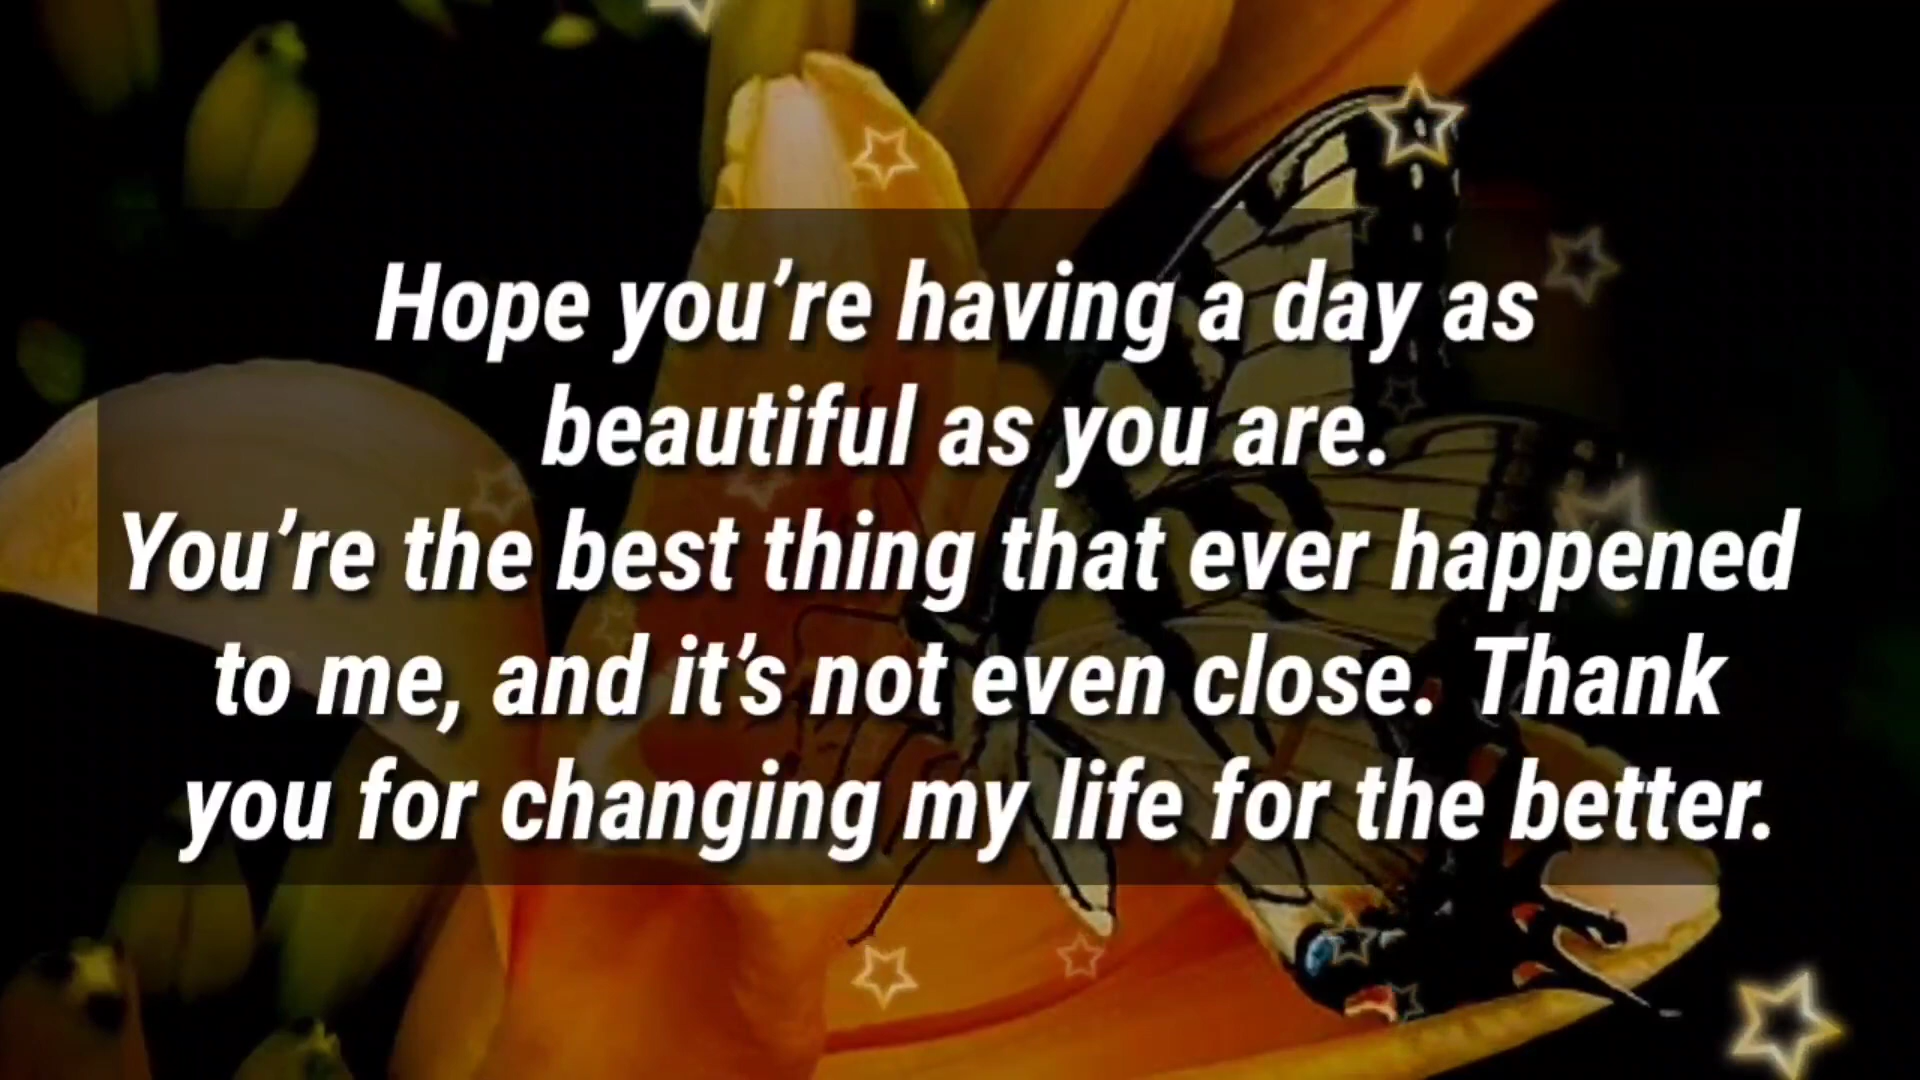 Hope you’re having a day as
beautiful as you are.
You’re the best thing that ever happened
to me, and it’s not even close. Thank
you for changing my life for the better.